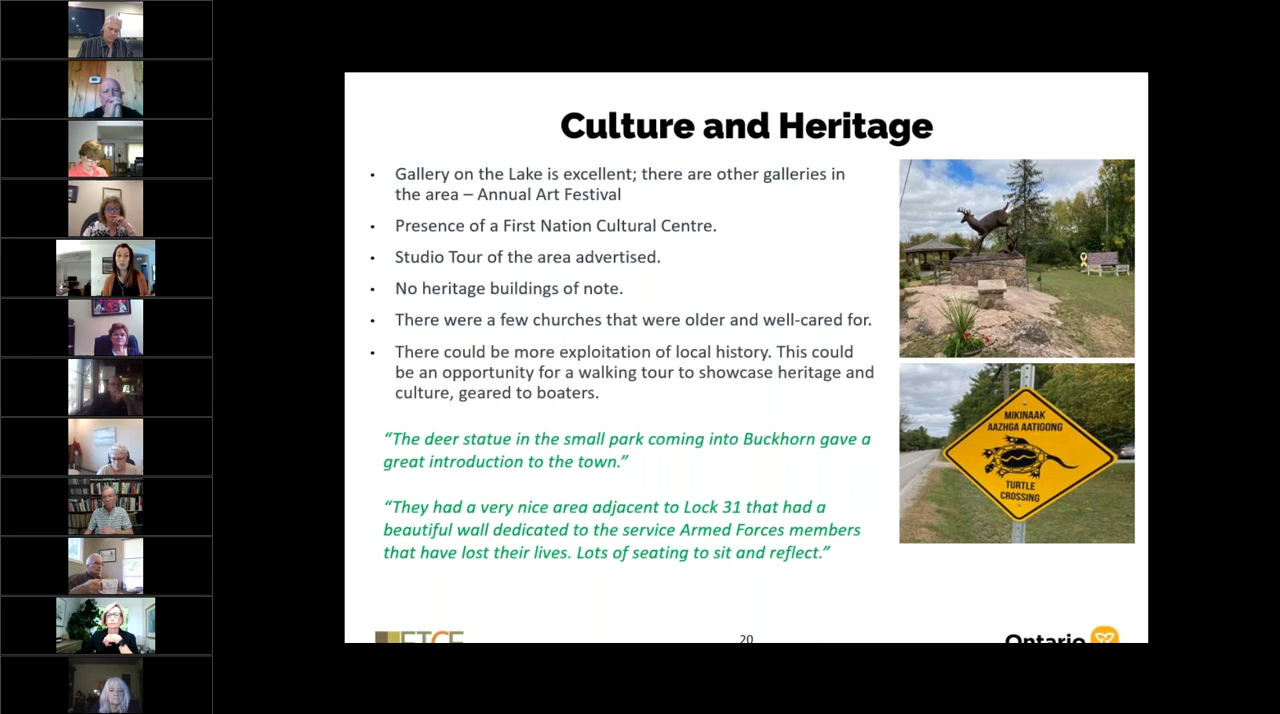 Culture and Heritage
• Gallery on the Lake is excellent; there are other galleries in
the area – Annual Art Festival
• Presence of a First Nation Cultural Centre.
• Studio Tour of the area advertised.
• No heritage buildings of note.
• There were a few churches that were older and well-cared for.
• There could be more exploitation of local history. This could
be an opportunity for a walking tour to showcase heritage and
culture, geared to boaters.
“The deer statue in the small park coming into Buckhorn gave a
great introduction to the town.”
“They had a very nice area adjacent to Lock 31 that had a
beautiful wall dedicated to the service Armed Forces members
that have lost their lives. Lots of seating to sit and reflect.”
MIKINAAK
AAZHGA AATIGONG
TURTLE
CROSSING
20
Ontario